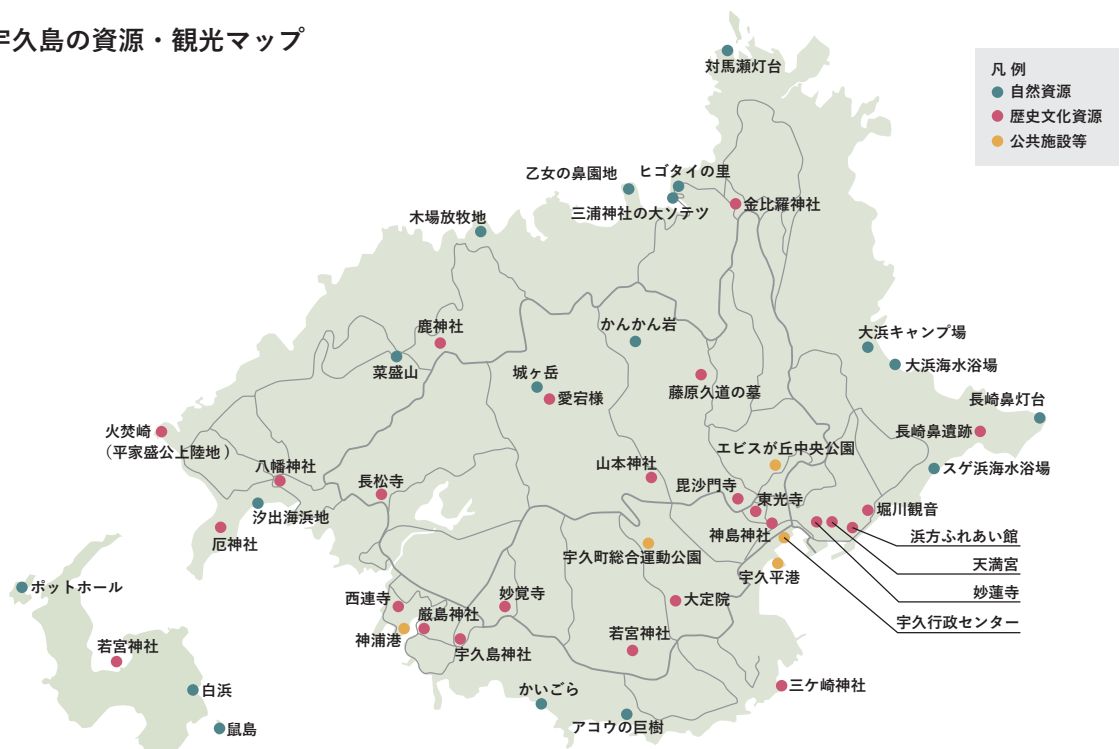 宇久島の資源・観光マップ
凡 例
自然資源
歴史文化資源
公共施設等
対馬瀬灯台
乙女の鼻園地
ヒゴタイの里
三浦神社の大ソテツ
金比羅神社
木場放牧地
鹿神社
菜盛山
かんかん岩
城ヶ岳
愛宕様
藤原久道の墓
大浜キャンプ場
大浜海水浴場
長崎鼻灯台
長崎鼻遺跡
スゲ浜海水浴場
火焚崎
（平家盛公上陸地）
八幡神社
汐出海浜地
厄神社
長松寺
山本神社
エビスが丘中央公園
毘沙門寺
東光寺
神島神社
堀川観音
浜方ふれあい館
天満宮
妙蓮寺
宇久行政センター
宇久町総合運動公園
宇久平港
ポットホール
若宮神社
白浜
鼠島
西連寺
神浦港
厳島神社
宇久島神社
妙覚寺
大定院
若宮神社
三ケ崎神社
かいごら
アコウの巨樹